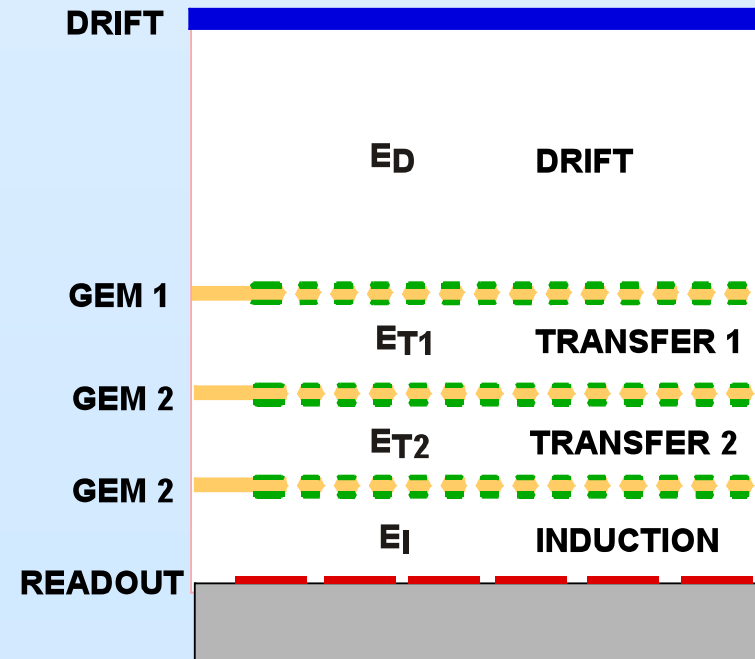 DRIFT
ED DRIFT
GEM 1
ET1 TRANSFER 1
GEM 2
ET2 TRANSFER 2
GEM 2
EI INDUCTION
READOUT